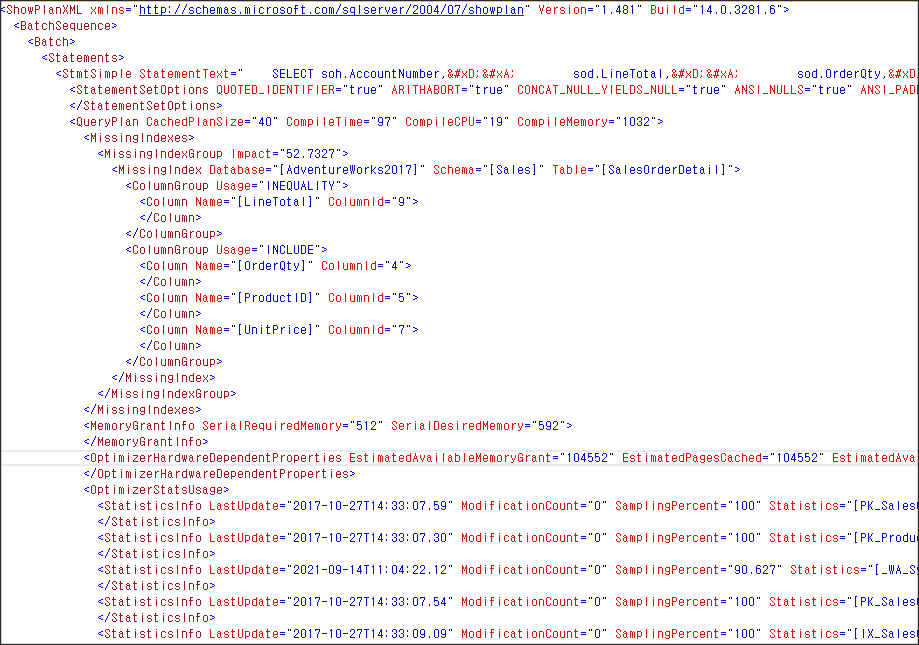 <ShowPlanXML xmlns="http://schemas.microsoft.com/sqlserver/2004/07/showplan" Version="1.481" Build="14.0.3281.6">
<BatchSequence>
<Batch>
<Statements>
<StmtSimple StatementText="    SELECT soh.AccountNumber,&#xD;&#xA;        sod.LineTotal,&#xD;&#xA;        sod.OrderQty,&#xD
<StatementSetOptions QUOTED_IDENTIFIER="true" ARITHABORT="true" CONCAT_NULL_YIELDS_NULL="true" ANSI_NULLS="true" ANSI_PAD
</StatementSetOptions>
<QueryPlan CachedPlanSize="40" CompileTime="97" CompileCPU="19" CompileMemory="1032">
<MissingIndexes>
<MissingIndexGroup Impact="52.7327">
<MissingIndex Database="[AdventureWorks2017]" Schema="[Sales]" Table="[SalesOrderDetail]">
<ColumnGroup Usage="INEQUALITY">
<Column Name="[LineTotal]" ColumnId="9">
</Column>
</ColumnGroup>
<ColumnGroup Usage="INCLUDE">
<Column Name="[OrderQty]" ColumnId="4">
</Column>
<Column Name="[ProductID]" ColumnId="5">
</Column>
<Column Name="[UnitPrice]" ColumnId="7">
</Column>
</ColumnGroup>
</MissingIndex>
</MissingIndexGroup>
</MissingIndexes>
<MemoryGrantInfo SerialRequiredMemory="512" SerialDesiredMemory="592">
</MemoryGrantInfo>
<OptimizerHardwareDependentProperties EstimatedAvailableMemoryGrant="104552" EstimatedPagesCached="104552" EstimatedAva
</OptimizerHardwareDependentProperties>
<OptimizerStatsUsage>
<StatisticsInfo LastUpdate="2017-10-27T14:33:07.59" ModificationCount="0" SamplingPercent="100" Statistics="[PK_Sales
</StatisticsInfo>
<StatisticsInfo LastUpdate="2017-10-27T14:33:07.30" ModificationCount="0" SamplingPercent="100" Statistics="[PK_Produ
</StatisticsInfo>
<StatisticsInfo LastUpdate="2021-09-14T11:04:22.12" ModificationCount="0" SamplingPercent="90.627" Statistics="[_WA_S
</StatisticsInfo>
<StatisticsInfo LastUpdate="2017-10-27T14:33:07.54" ModificationCount="0" SamplingPercent="100" Statistics="[PK_Sales
</StatisticsInfo>
<StatisticsInfo LastUpdate="2017-10-27T14:33:09.09" ModificationCount="0" SamplingPercent="100" Statistics="[IX_Sales